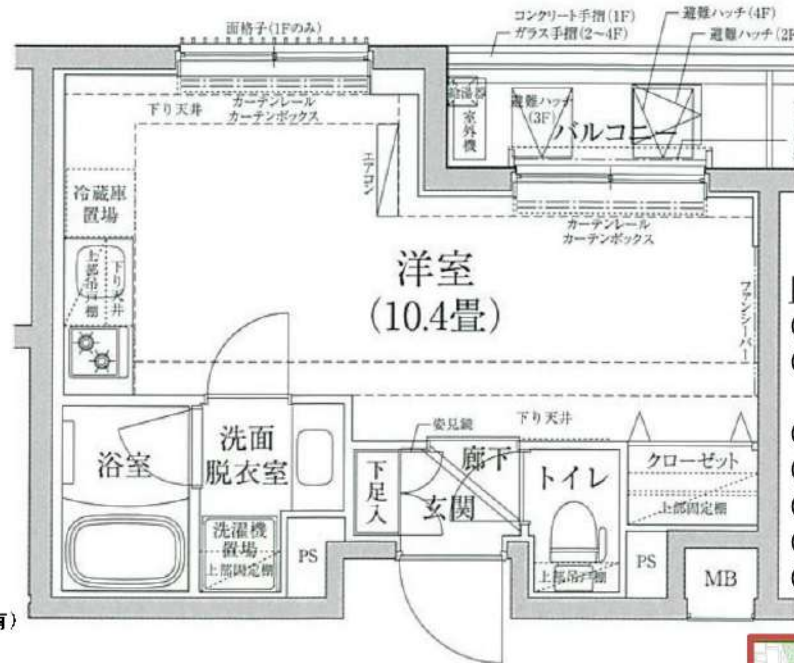 面格子(1Fのみ)
コンクリート手摺(1F)
ガラス手摺(2〜4F)
避難ハッチ(4F)
避難ハッチ(2F
下り天井
カーテンレール
カーテンボックス
給湯器
室外機
避難ハッチ
(3F)
バルコニー
エアコン
冷蔵庫
置場
カーテンレール
カーテンボックス
上部吊戸棚
下り天井
洋室
(10.4畳)
ファンシーバー
姿見鏡
下り天井
浴室
洗面
脱衣室
下足入
廊下
玄関
トイレ
クローゼット
上部固定棚
洗濯機
置場
上部固定棚
PS
上部吊戸棚
PS
MB
有)